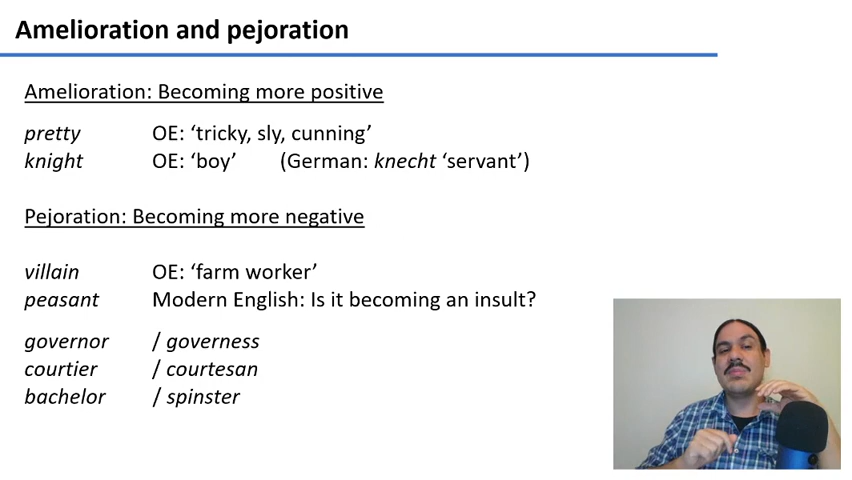 Amelioration and pejoration
Amelioration: Becoming more positive
pretty OE: ‘tricky, sly, cunning’
knight OE: ‘boy’ (German: knecht ‘servant’)
Pejoration: Becoming more negative
villain OE: ‘farm worker’
peasant Modern English: Is it becoming an insult?
governor / governess
courtier / courtesan
bachelor / spinster